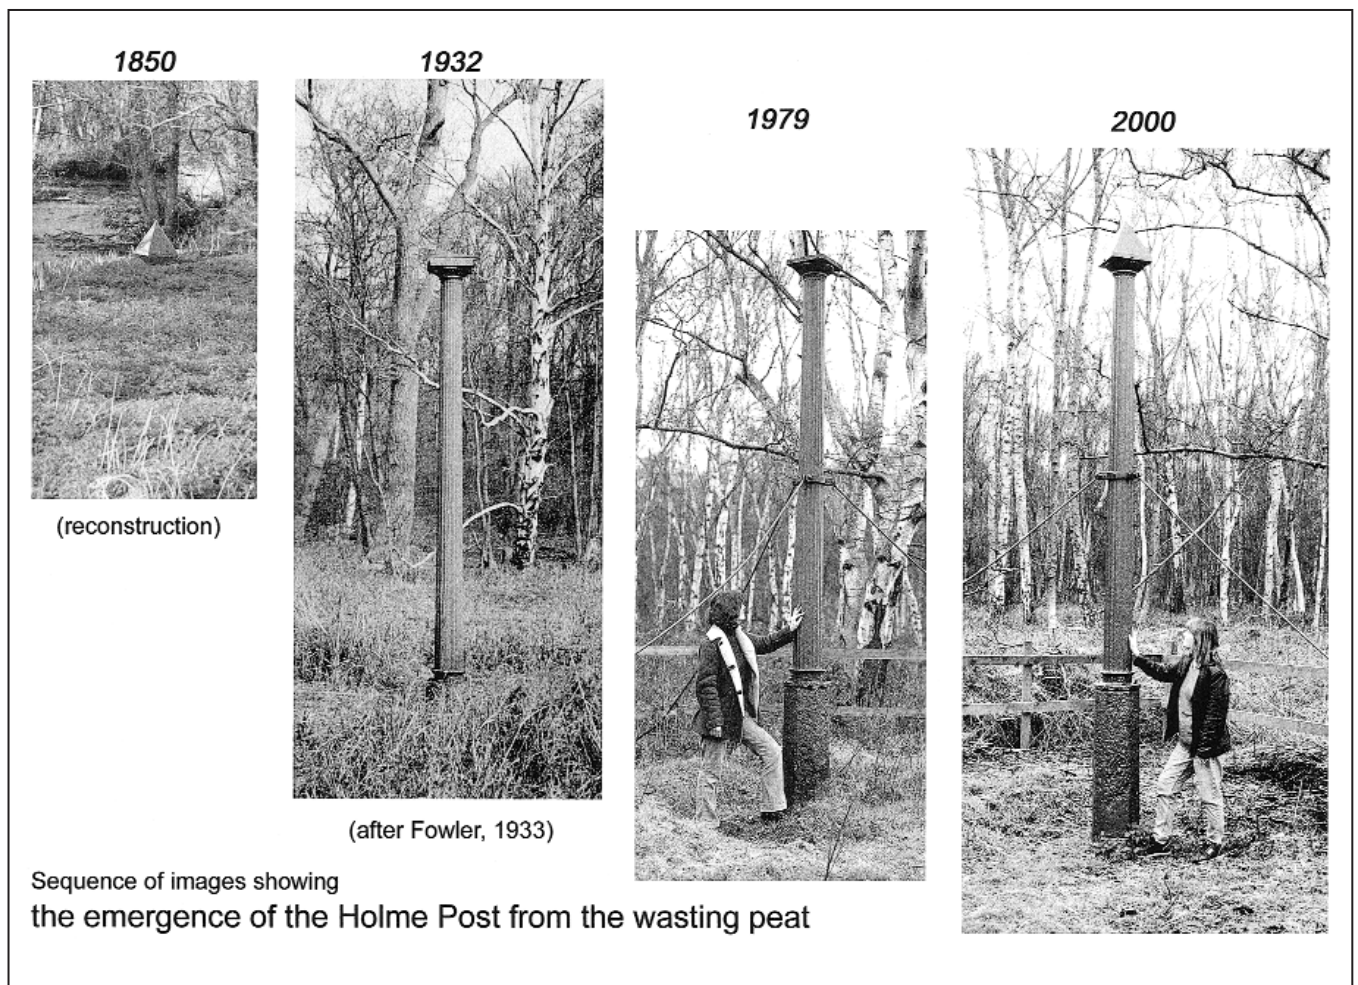 1850
1932
1979
2000
(reconstruction)
(after Fowler, 1933)
Sequence of images showing
the emergence of the Holme Post from the wasting peat